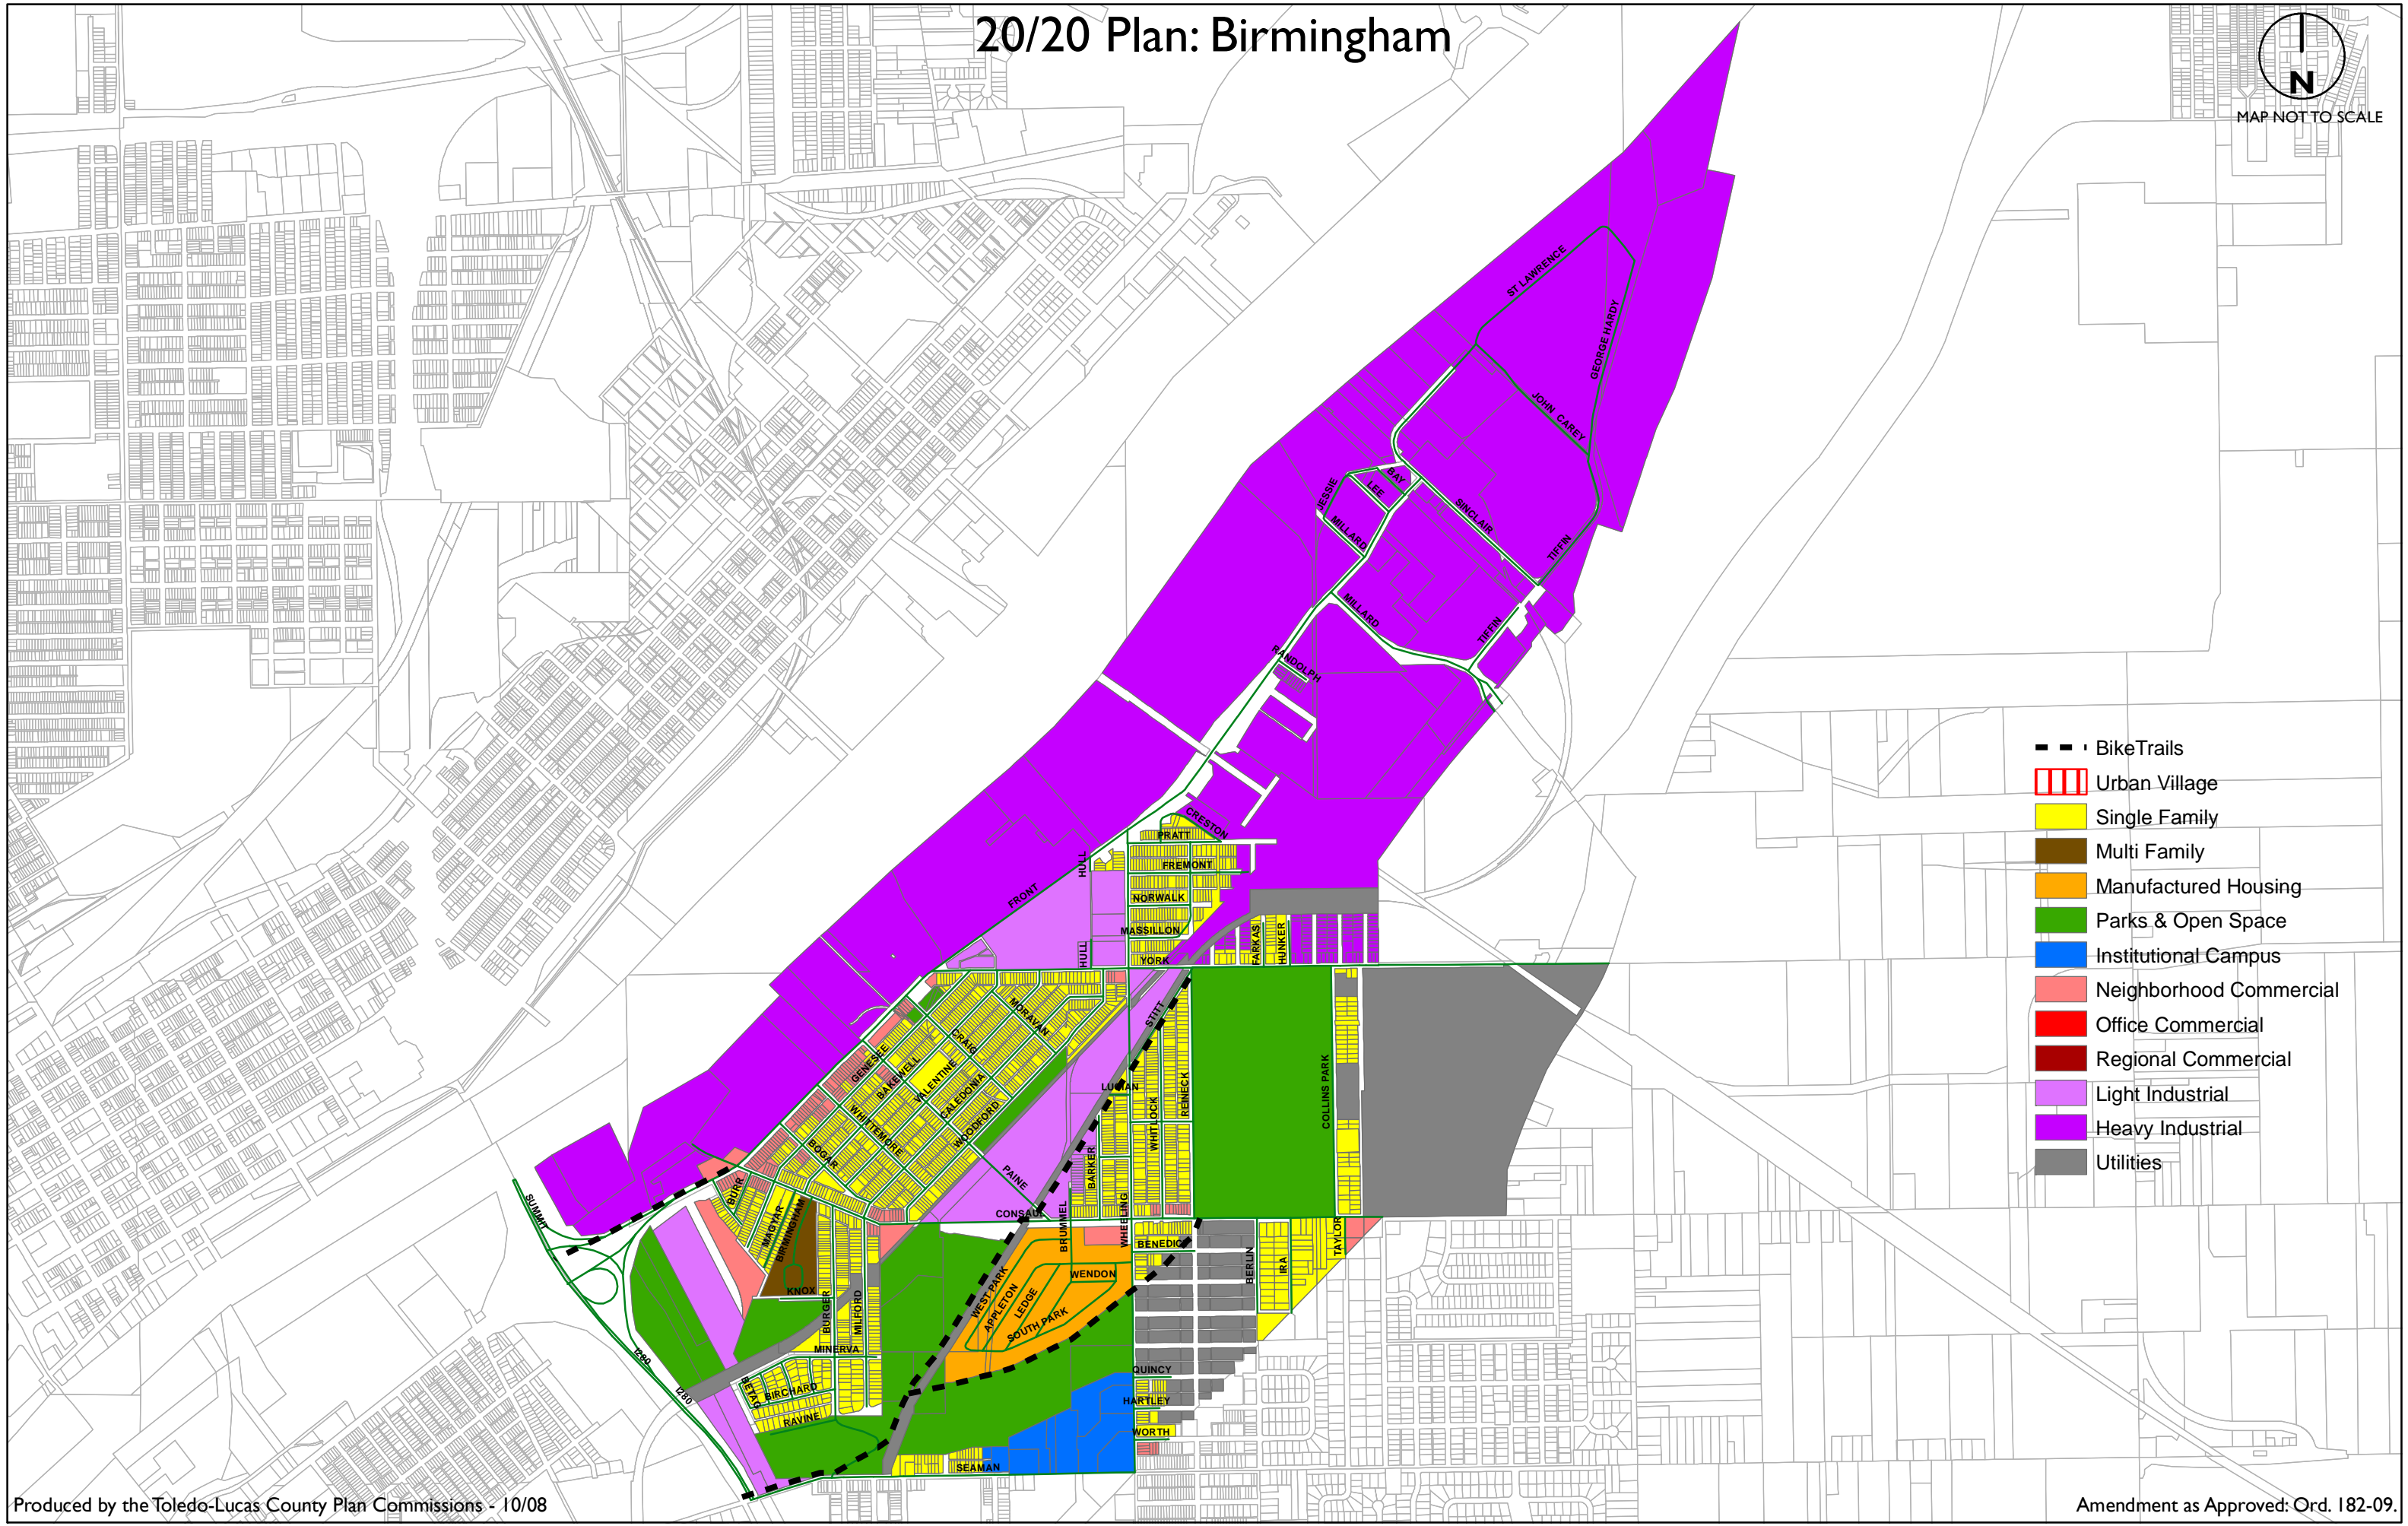 20/20 Plan: Birmingham
N
MAP NOT TO SCALE
ST LAWRENCE
GEORGE HARDY
JOHN CAREY
BAY
LEE
JESSIE
SINCLAIR
MILLARD
TIFFIN
MILLARD
TIFFIN
RANDOLPH
CRESTON
PRATT
HULL
FREMONT
FRONT
NORWALK
MASSILLON
FARKAS
HUNKER
HULL
YORK
MORAVAN
STITT
CRAIG
GENESEE
BAKEWELL
VALENTINE
CALEDONIA
LUCIAN
REINECK
COLLINS PARK
WHITLOCK
WHITTEMORE
WOODFORD
BOGAR
PAINE
BARKER
BURR
SUMMIT
MAGYAR
BIRMINGHAM
CONSAUL
BRUMMEL
WHEELING
BENEDICT
TAYLOR
BERLIN
IRA
WENDON
WEST PARK
APPLETON
LEDGE
SOUTH PARK
KNOX
BURGER
MILFORD
MINERVA
I280
I280
BETAG
BIRCHARD
RAVINE
QUINCY
HARTLEY
WORTH
SEAMAN
BikeTrails
Urban Village
Single Family
Multi Family
Manufactured Housing
Parks & Open Space
Institutional Campus
Neighborhood Commercial
Office Commercial
Regional Commercial
Light Industrial
Heavy Industrial
Utilities
Produced by the Toledo-Lucas County Plan Commissions - 10/08
Amendment as Approved: Ord. 182-09.